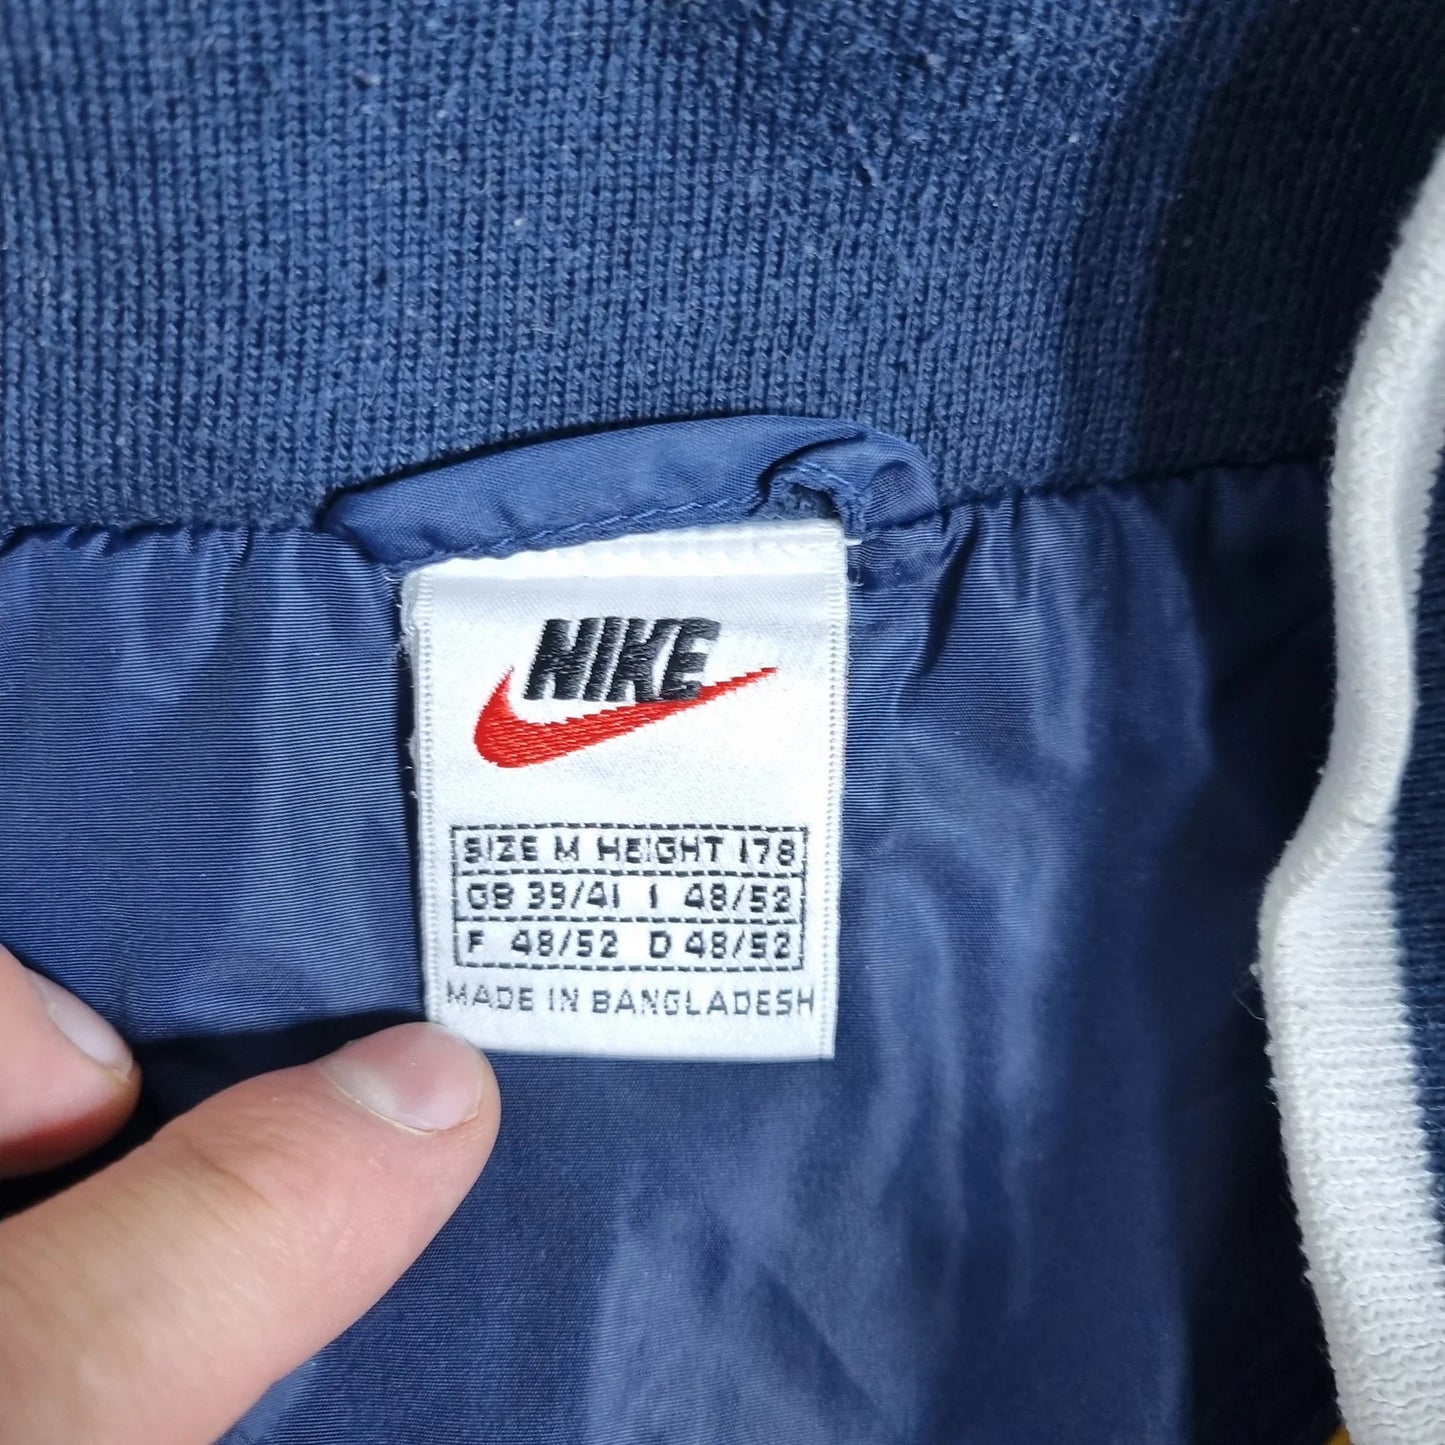 NIKE
SIZE M HEIGHT 178
GB 39/41 I 48/52
F 48/52 D 48/52
MADE IN BANGLADESH